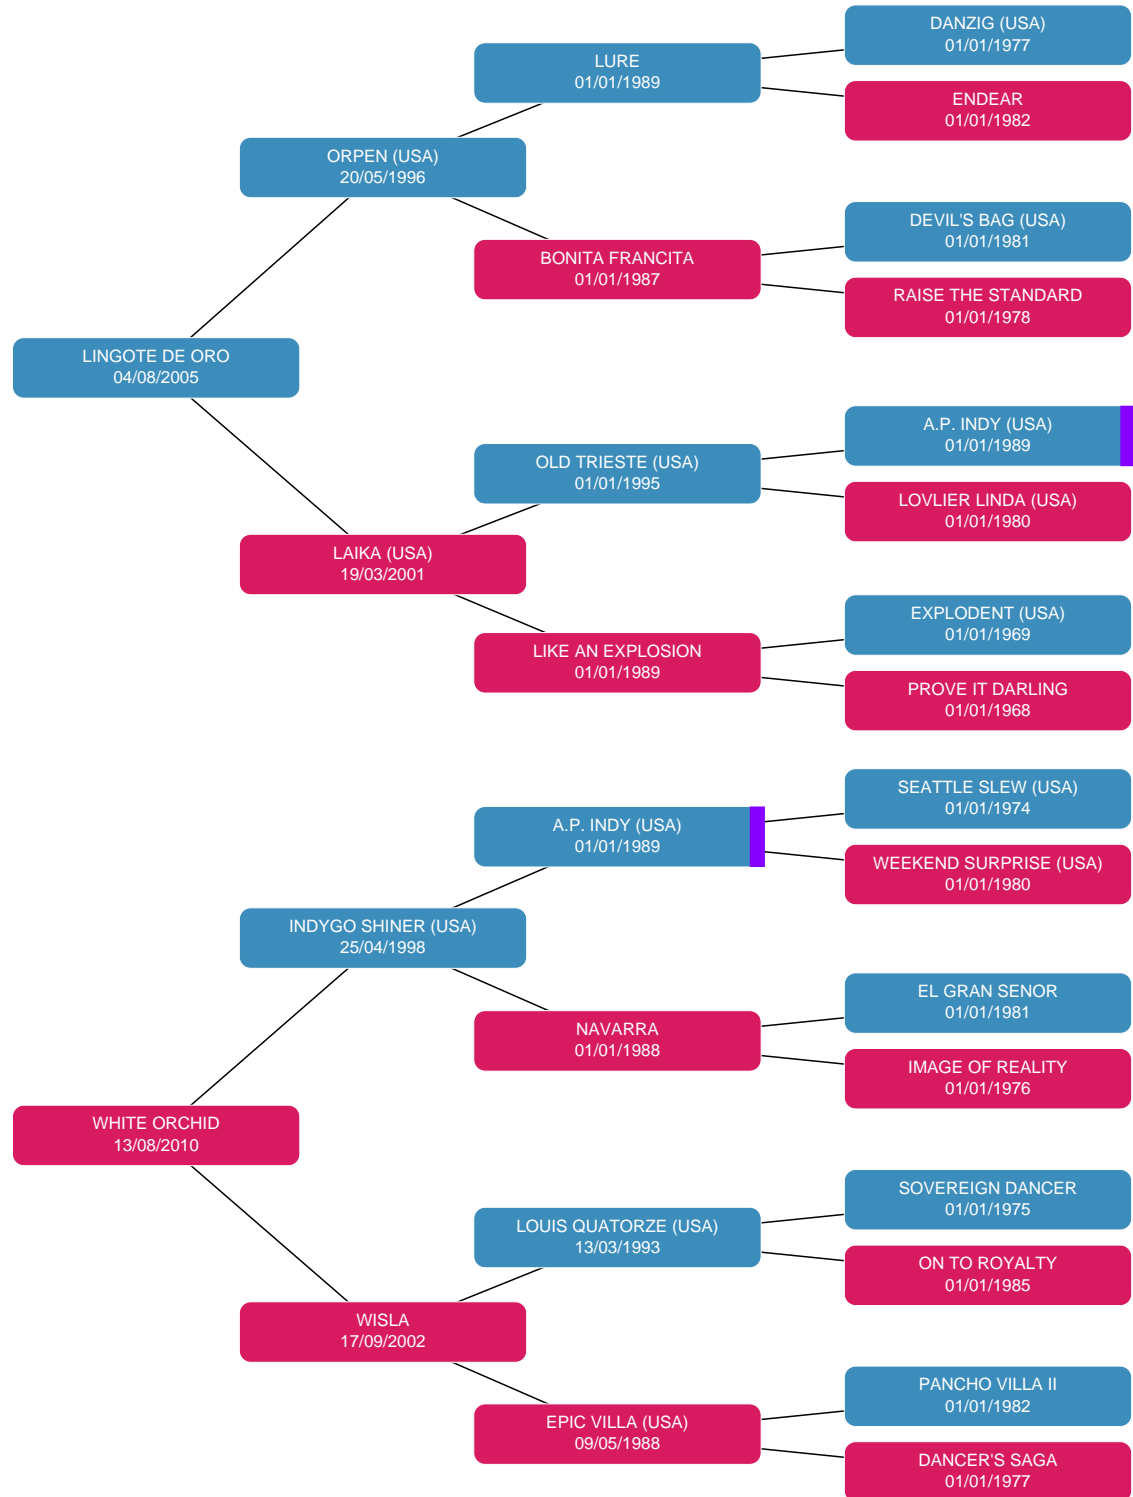 DANZIG (USA)
01/01/1977
LURE
01/01/1989
ENDEAR
01/01/1982
ORPEN (USA)
20/05/1996
DEVIL'S BAG (USA)
01/01/1981
BONITA FRANCITA
01/01/1987
RAISE THE STANDARD
01/01/1978
LINGOTE DE ORO
04/08/2005
A.P. INDY (USA)
01/01/1989
OLD TRIESTE (USA)
01/01/1995
LOVLIER LINDA (USA)
01/01/1980
LAIKA (USA)
19/03/2001
EXPLODENT (USA)
01/01/1969
LIKE AN EXPLOSION
01/01/1989
PROVE IT DARLING
01/01/1968
SEATTLE SLEW (USA)
01/01/1974
A.P. INDY (USA)
01/01/1989
WEEKEND SURPRISE (USA)
01/01/1980
INDYGO SHINER (USA)
25/04/1998
EL GRAN SENOR
01/01/1981
NAVARRA
01/01/1988
IMAGE OF REALITY
01/01/1976
WHITE ORCHID
13/08/2010
SOVEREIGN DANCER
01/01/1975
LOUIS QUATORZE (USA)
13/03/1993
ON TO ROYALTY
01/01/1985
WISLA
17/09/2002
PANCHO VILLA II
01/01/1982
EPIC VILLA (USA)
09/05/1988
DANCER'S SAGA
01/01/1977